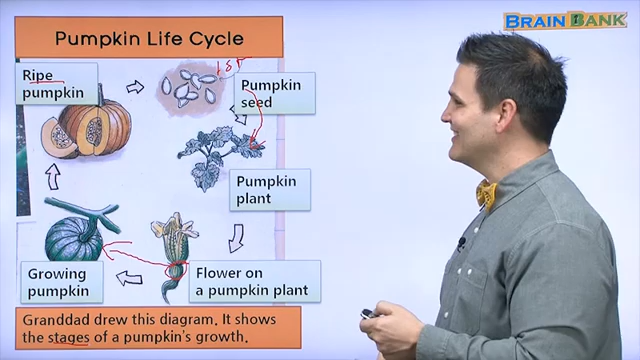 BRAIN BANK
Pumpkin Life Cycle
1st
Ripe
pumpkin
Pumpkin
seed
Pumpkin
plant
Growing
pumpkin
Flower on
a pumpkin plant
Granddad drew this diagram. It shows
the stages of a pumpkin's growth.